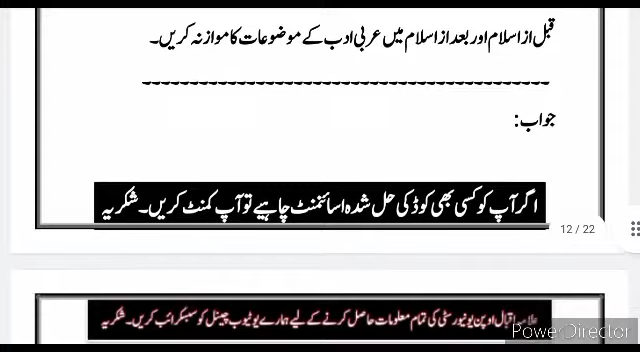 قبل از اسلام اور بعد از اسلام میں عربی ادب کے موضوعات کا موازنہ کریں۔
---------------------------------------------
جواب:
اگر آپ کو کسی بھی کوڈ کی حل شدہ اسائنمنٹ چاہیے تو آپ کمنٹ کریں۔ شکریہ
12 / 22
علامہ اقبال اوپن یونیورسٹی کی تمام معلومات حاصل کرنے کے لیے ہمارے یوٹیوب چینل کو سبسکرائب کریں۔ شکریہ
PowerDirector